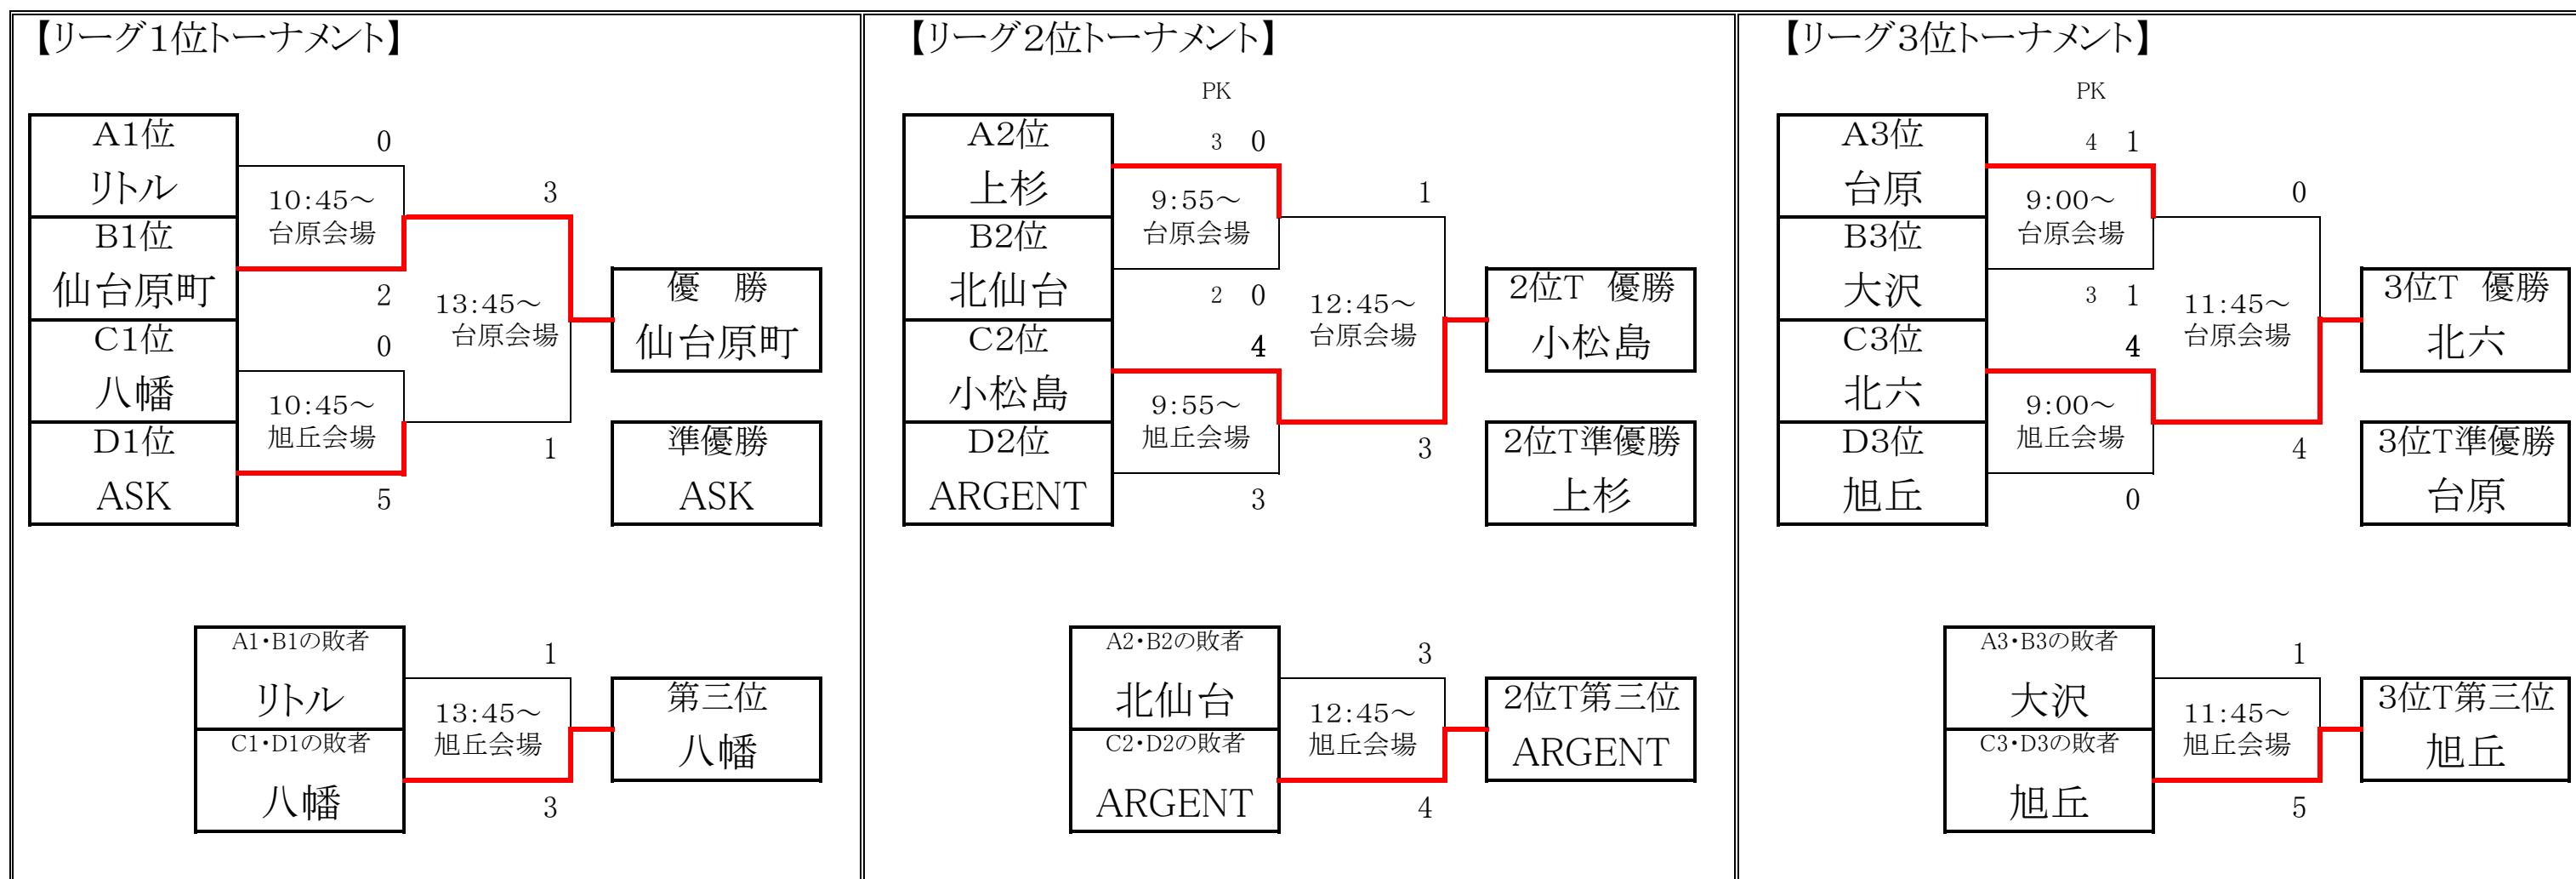 【リーグ1位トーナメント】
A1位
リトル
0
10:45～
台原会場
B1位
仙台原町
2
3
13:45～
台原会場
C1位
八幡
0
10:45～
旭丘会場
D1位
ASK
5
1
優　勝
仙台原町
準優勝
ASK
A1・B1の敗者
リトル
1
13:45～
旭丘会場
C1・D1の敗者
八幡
3
第三位
八幡
【リーグ2位トーナメント】
PK
A2位
上杉
3 0
9:55～
台原会場
B2位
北仙台
2 0
1
12:45～
台原会場
C2位
小松島
4
9:55～
旭丘会場
D2位
ARGENT
3
3
2位T 優勝
小松島
2位T準優勝
上杉
A2・B2の敗者
北仙台
3
12:45～
旭丘会場
C2・D2の敗者
ARGENT
4
2位T第三位
ARGENT
【リーグ3位トーナメント】
PK
A3位
台原
4 1
9:00～
台原会場
B3位
大沢
3 1
0
11:45～
台原会場
C3位
北六
4
9:00～
旭丘会場
D3位
旭丘
0
4
3位T 優勝
北六
3位T準優勝
台原
A3・B3の敗者
大沢
1
11:45～
旭丘会場
C3・D3の敗者
旭丘
5
3位T第三位
旭丘